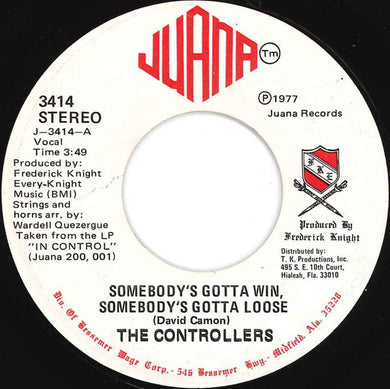 JUANA TM
3414
STEREO
J-3414-A
Vocal
Time 3:49
Produced by:
Frederick Knight
Every-Knight
Music (BMI)
Strings and
horns arr. by
Wardell Quezergue
Taken from the LP
"IN CONTROL"
(Juana 200, 001)
Ⓟ1977
Juana Records
FKE
Produced By
Frederick Knight
Distributed by:
T. K. Productions, Inc.
495 S. E. 10th Court,
Hialeah, Fla. 33010
SOMEBODY'S GOTTA WIN,
SOMEBODY'S GOTTA LOOSE
(David Camon)
THE CONTROLLERS
Div. Of Bessemer Wage Corp. - 546 Bessemer Hwy. - Midfield, Ala. 35228